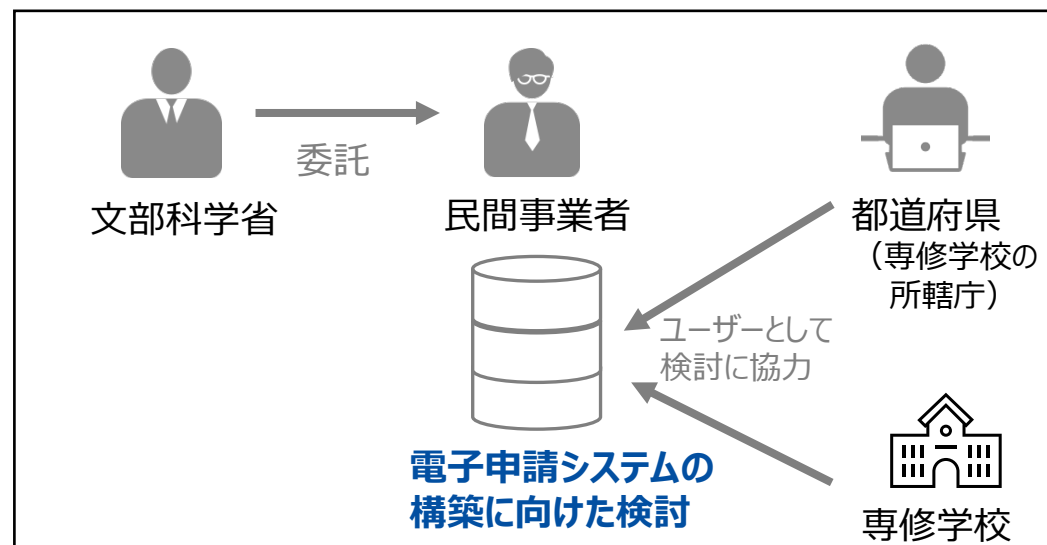 委託
文部科学省
民間事業者
都道府県
（専修学校の
所轄庁）
ユーザーとして
検討に協力
電子申請システムの
構築に向けた検討
専修学校